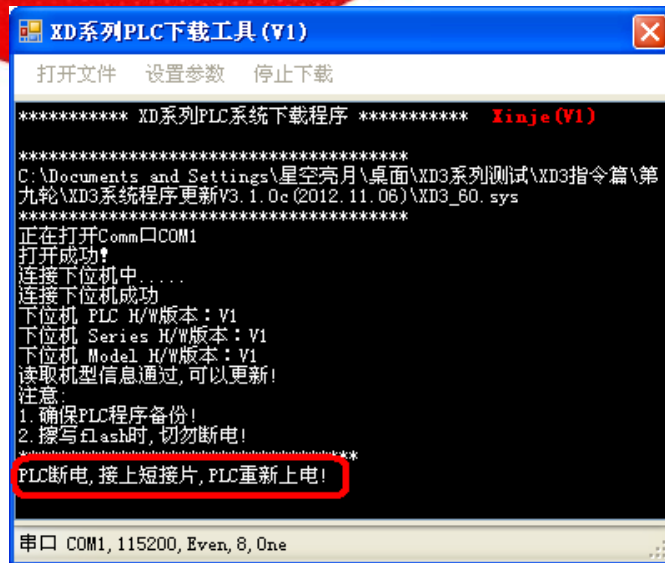 XD系列PLC下载工具(V1)
打开文件 设置参数 停止下载
*********** XD系列PLC系统下载程序 *********** Xinje(V1)
***************************************
C:\Documents and Settings\星空亮月\桌面\XD3系列测试\XD3指令篇\第
九轮\XD3系统程序更新V3.1.0c(2012.11.06)\XD3_60.sys
***************************************
正在打开Comm口COM1
打开成功!
连接下位机中.....
连接下位机成功
下位机 PLC H/W版本:V1
下位机 Series H/W版本:V1
下位机 Model H/W版本:V1
读取机型信息通过,可以更新!
注意:
1.确保PLC程序备份!
2.擦写flash时,切勿断电!
**********************************
PLC断电,接上短接片,PLC重新上电!
串口 COM1,115200,Even,8,One